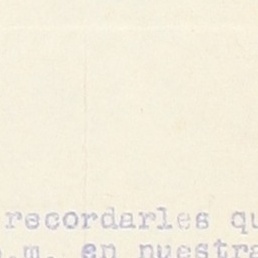 recordarles qu
.m. en nuestra